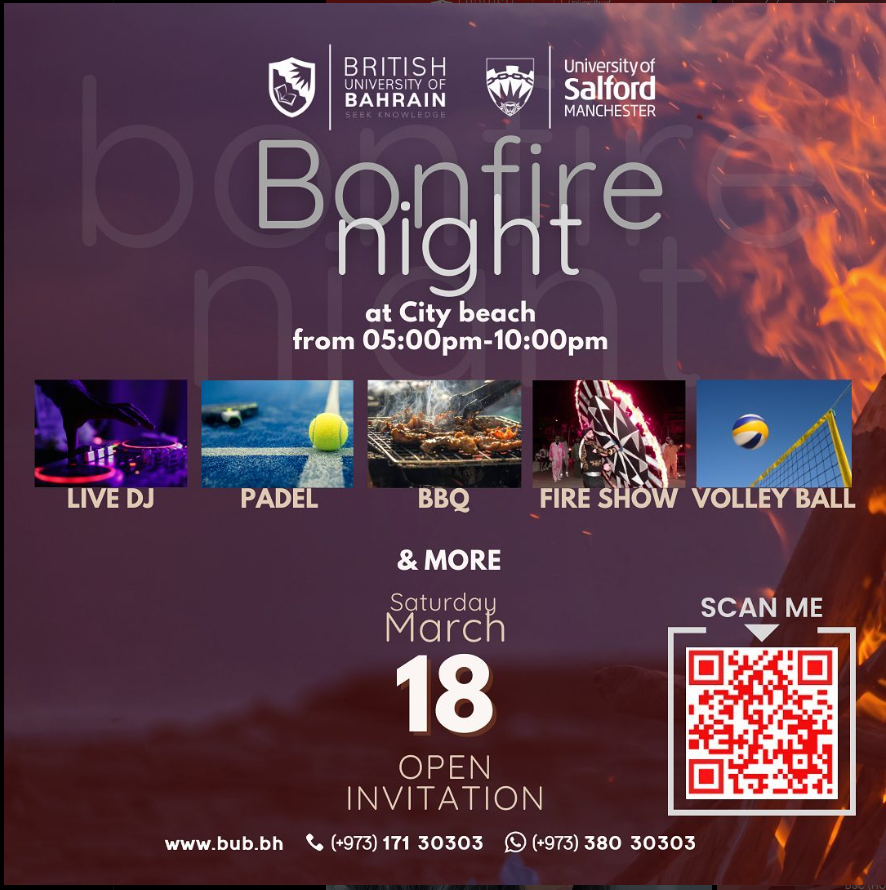 BRITISH
UNIVERSITY OF
BAHRAIN
SEEK KNOWLEDGE
University of
Salford
MANCHESTER
bonfire
night
Bonfire
night
at City beach
from 05:00pm-10:00pm
LIVE DJ
PADEL
BBQ
FIRE SHOW
VOLLEY BALL
& MORE
Saturday
March
18
OPEN
INVITATION
SCAN ME
www.bub.bh (+973) 171 30303 (+973) 380 30303